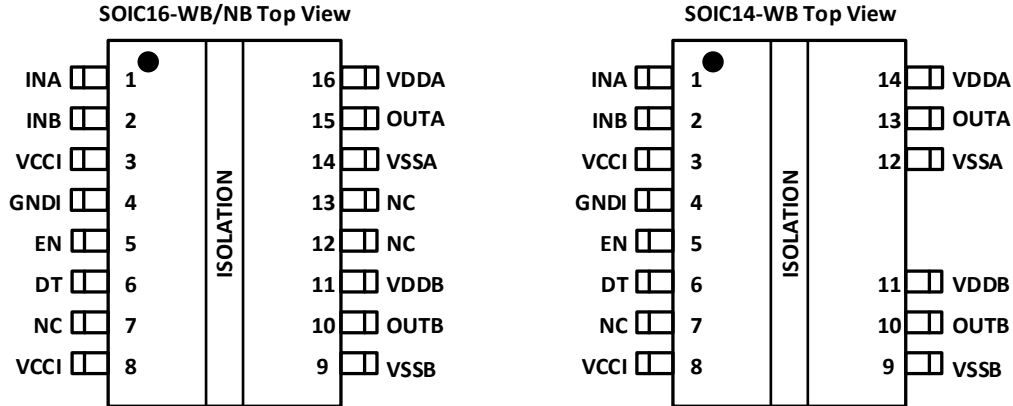 SOIC16-WB/NB Top View
INA 1 16 VDDA
INB 2 15 OUTA
VCCI 3 14 VSSA
GNDI 4 13 NC
EN 5 12 NC
DT 6 11 VDDB
NC 7 10 OUTB
VCCI 8 9 VSSB
ISOLATION
SOIC14-WB Top View
INA 1 14 VDDA
INB 2 13 OUTA
VCCI 3 12 VSSA
GNDI 4
EN 5
DT 6 11 VDDB
NC 7 10 OUTB
VCCI 8 9 VSSB
ISOLATION